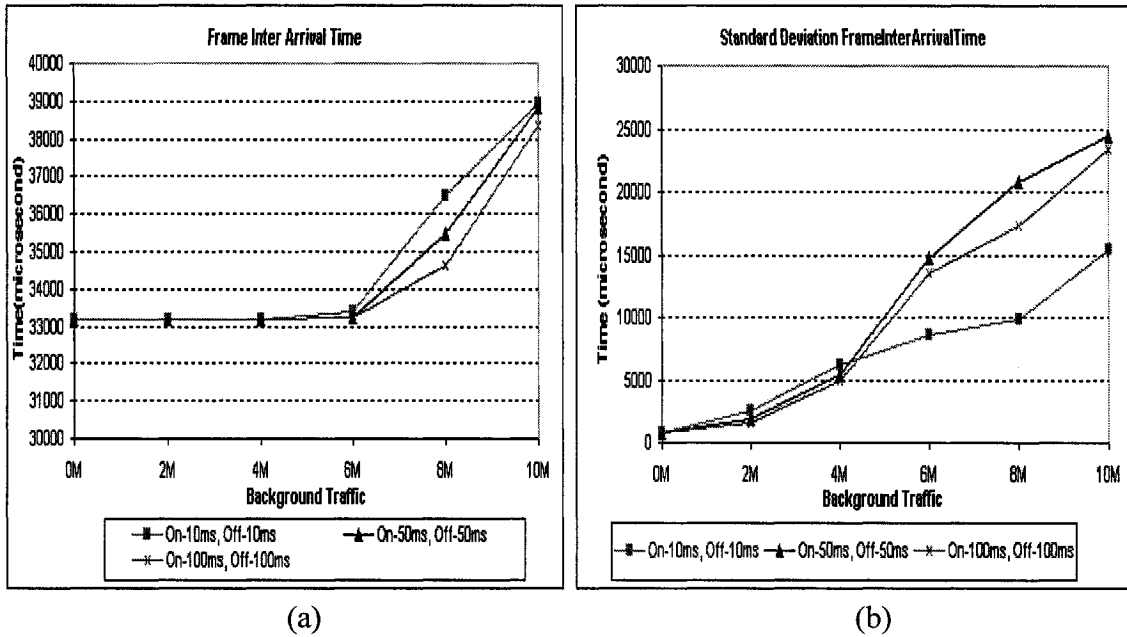 Frame Inter Arrival Time
40000
39000
38000
37000
36000
35000
34000
33000
32000
31000
30000
Time(microsecond)
0M 2M 4M 6M 8M 10M
Background Traffic
On-10ms, Off-10ms On-50ms, Off-50ms
On-100ms, Off-100ms
(a)
Standard Deviation FrameInterArrivalTime
30000
25000
20000
15000
10000
5000
0
Time (microsecond)
0M 2M 4M 6M 8M 10M
Background Traffic
On-10ms, Off-10ms On-50ms, Off-50ms On-100ms, Off-100ms
(b)